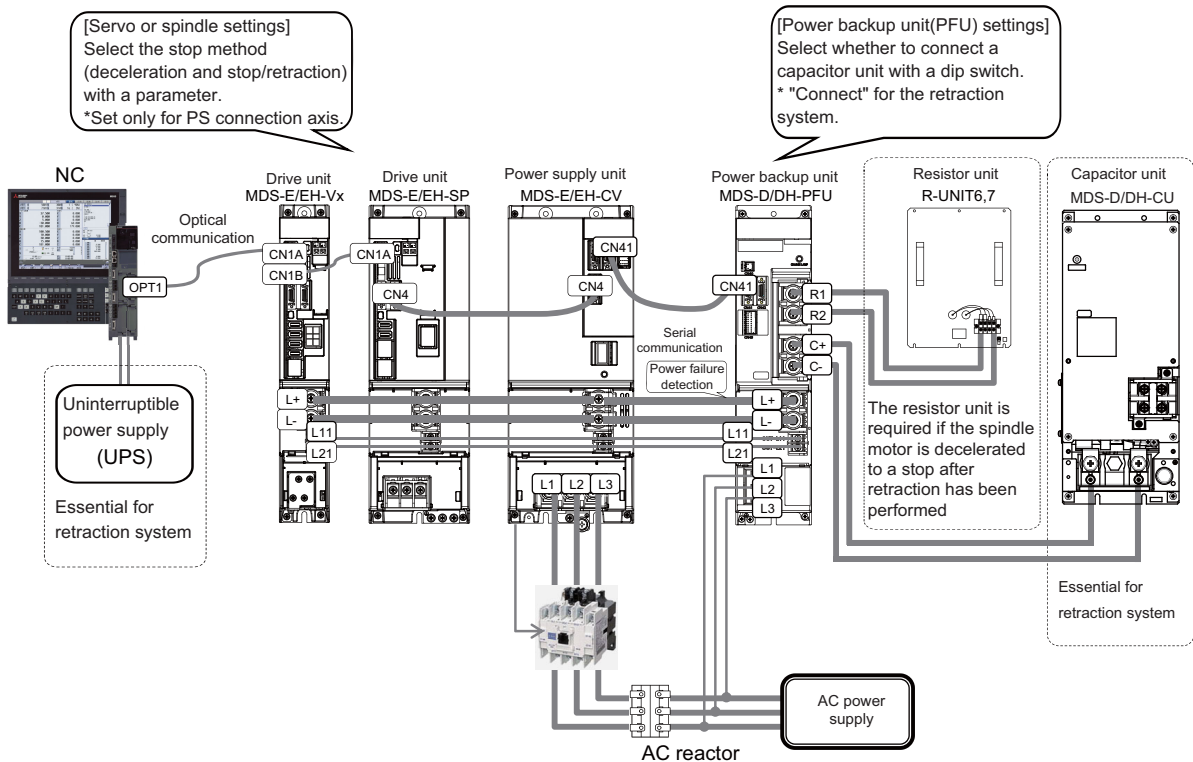 [Servo or spindle settings]
Select the stop method
(deceleration and stop/retraction)
with a parameter.
*Set only for PS connection axis.
[Power backup unit(PFU) settings]
Select whether to connect a
capacitor unit with a dip switch.
* "Connect" for the retraction
system.
NC
Optical
communication
OPT1
Uninterruptible
power supply
(UPS)
Essential for
retraction system
Drive unit
MDS-E/EH-Vx
CN1A
CN1B
L+
L-
L11
L21
Drive unit
MDS-E/EH-SP
CN1A
CN4
Power supply unit
MDS-E/EH-CV
CN41
CN4
L1
L2
L3
Serial
communication
Power failure
detection
Power backup unit
MDS-D/DH-PFU
CN41
R1
R2
C+
C-
L+
L-
L11
L21
L1
L2
L3
Resistor unit
R-UNIT6,7
The resistor unit is
required if the spindle
motor is decelerated
to a stop after
retraction has been
performed
Capacitor unit
MDS-D/DH-CU
Essential for
retraction system
AC reactor
AC power
supply